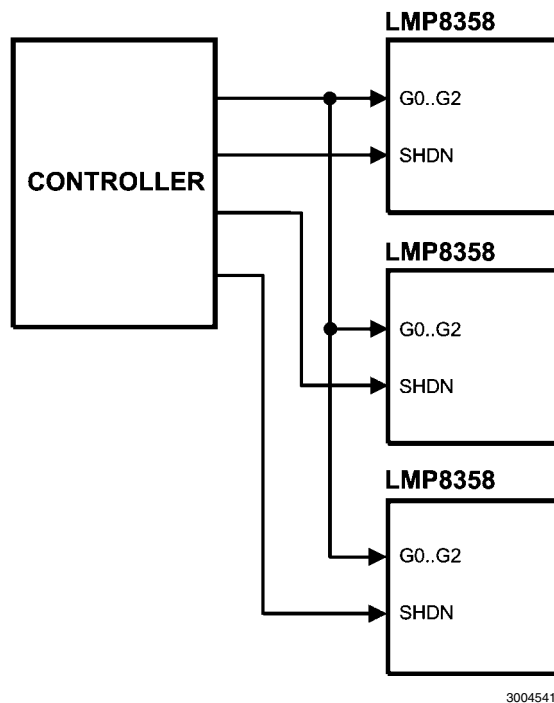 LMP8358
G0..G2
SHDN
CONTROLLER
LMP8358
G0..G2
SHDN
LMP8358
G0..G2
SHDN
3004541